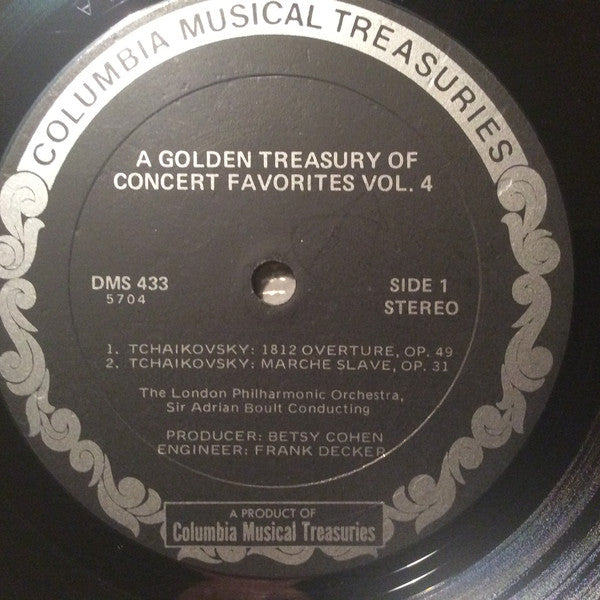 COLUMBIA MUSICAL TREASURIES
A GOLDEN TREASURY OF
CONCERT FAVORITES VOL. 4
DMS 433
5704
SIDE 1
STEREO
1. TCHAIKOVSKY: 1812 OVERTURE, OP. 49
2. TCHAIKOVSKY: MARCHE SLAVE, OP. 31
The London Philharmonic Orchestra,
Sir Adrian Boult Conducting
PRODUCER: BETSY COHEN
ENGINEER: FRANK DECKER
A PRODUCT OF
Columbia Musical Treasuries